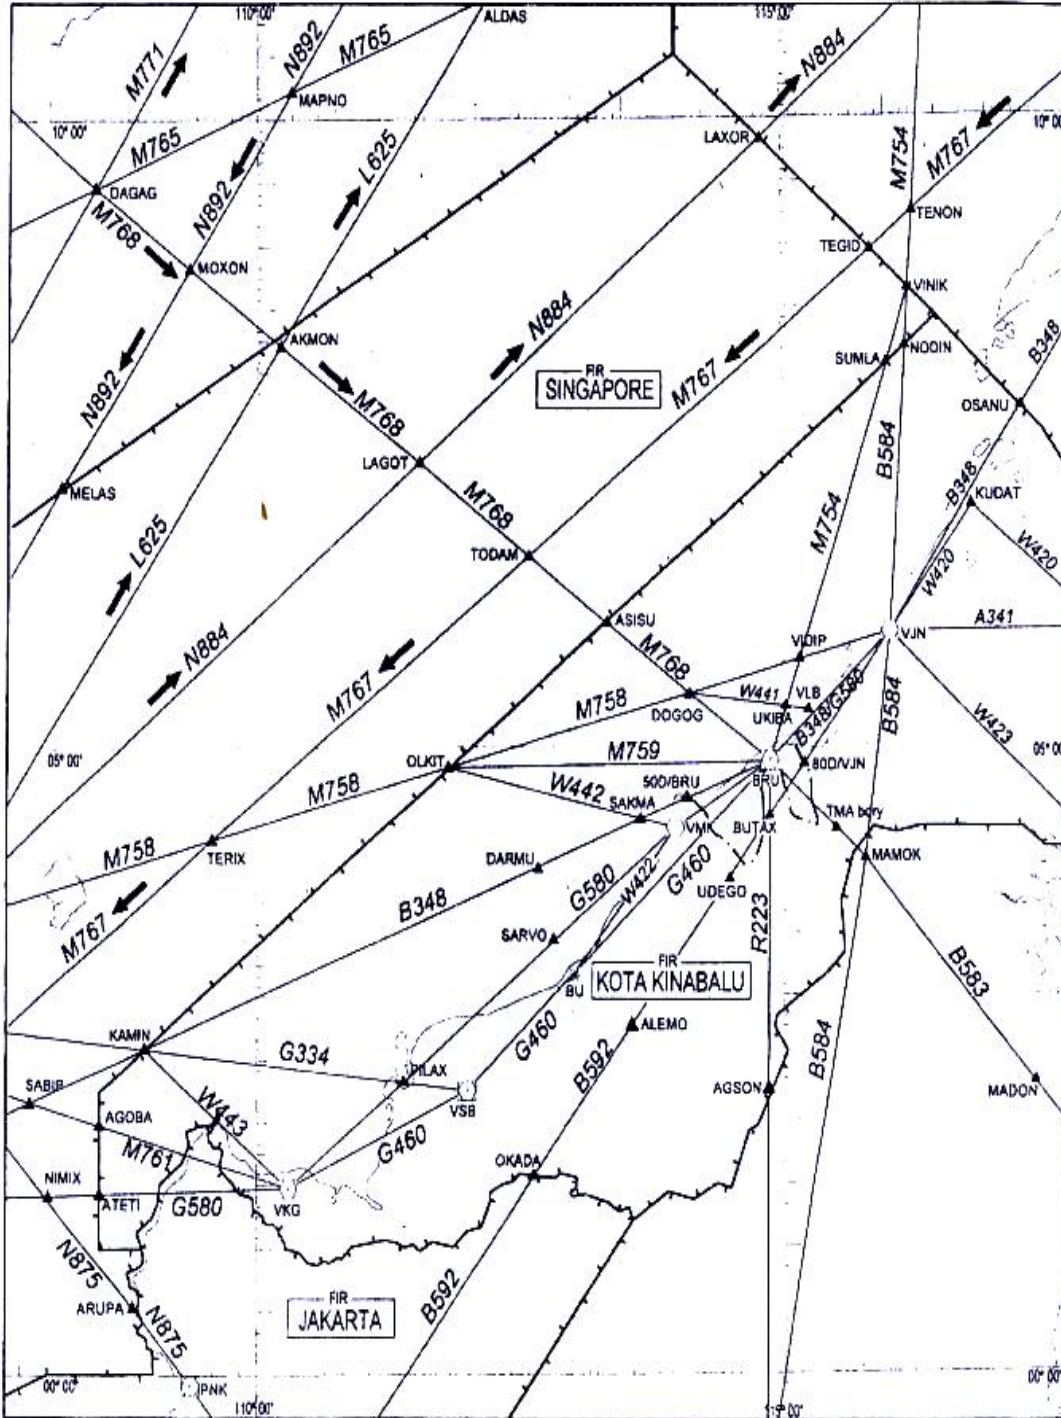 110° 00'
115° 00'
ALDAS
M771
N892
M765
N884
MAPNO
10° 00'
10° 00'
LAXOR
M765
L625
M754
M767
DAGAG
N892
TENON
M768
TEGID
MOXON
VINIK
AKMON
N884
NODIN
SUMLA
B348
N892
M768
FIR
SINGAPORE
M767
OSANU
LAGOT
B584
B348
KUDAT
MELAS
M768
M754
L625
TODAM
W420
W420
ASISU
A341
VJN
N884
M767
M768
VIDIP
M758
W441
VLB
DOGOG
UKIBA
B348/G580
B584
W423
05° 00'
05° 00'
OLKIT
M759
80D/VJN
BRU
M758
W442
50D/BRU
SAKMA
VMK
BUTAX
TMA bdry
M758
TERIX
DARMU
MAMOK
W422
G460
UDEGO
G580
B348
R223
M767
SARVO
FIR
KOTA KINABALU
BU
B583
ALEMO
KAMIN
G460
B584
G334
B592
SABIP
PILAX
AGSON
MADON
VSB
AGOBA
W443
G460
M761
OKADA
NIMIX
ATETI
G580
VKG
N875
B592
FIR
JAKARTA
ARUPA
N875
00° 00'
00° 00'
PNK
110° 00'
115° 00'